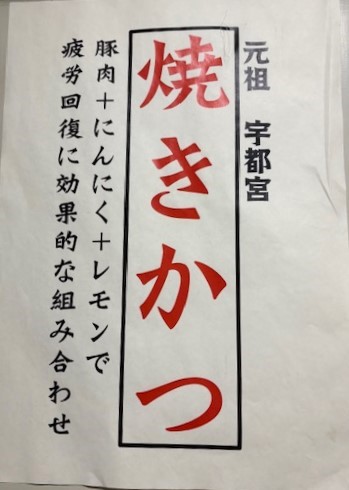 元祖 宇都宮
焼きかつ
豚肉＋にんにく＋レモンで
疲労回復に効果的な組み合わせ